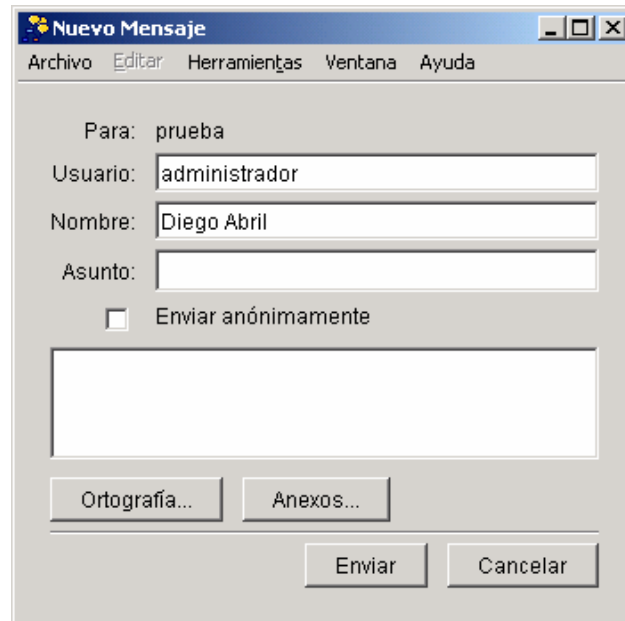 Nuevo Mensaje
Archivo Editar Herramientas Ventana Ayuda
Para: prueba
Usuario: administrador
Nombre: Diego Abril
Asunto:
Enviar anónimamente
Ortografía... Anexos...
Enviar Cancelar